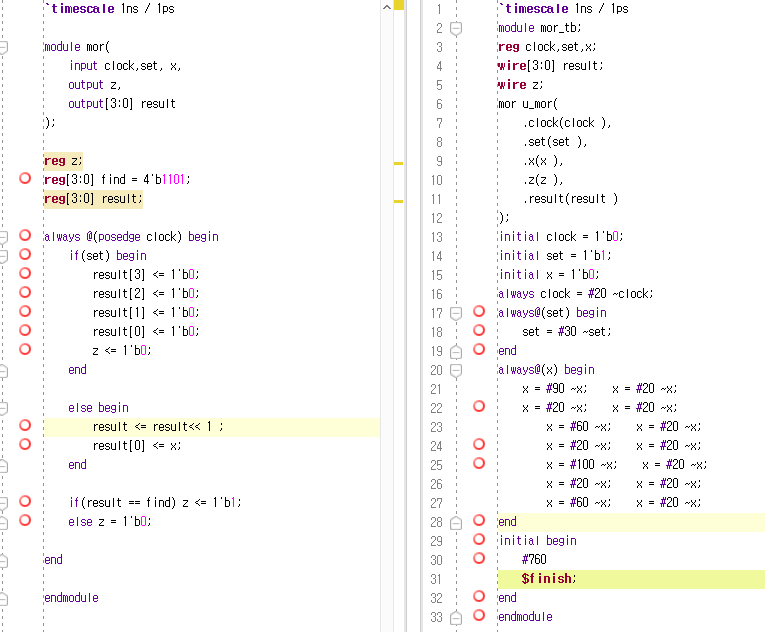 `timescale 1ns / 1ps
module mor(
input clock,set, x,
output z,
output[3:0] result
);
reg z;
reg[3:0] find = 4'b1101;
reg[3:0] result;
always @(posedge clock) begin
if(set) begin
result[3] <= 1'b0;
result[2] <= 1'b0;
result[1] <= 1'b0;
result[0] <= 1'b0;
z <= 1'b0;
end
else begin
result <= result<< 1 ;
result[0] <= x;
end
if(result == find) z <= 1'b1;
else z = 1'b0;
end
endmodule
1 `timescale 1ns / 1ps
2 module mor_tb;
3 reg clock,set,x;
4 wire[3:0] result;
5 wire z;
6 mor u_mor(
7 .clock(clock ),
8 .set(set ),
9 .x(x ),
10 .z(z ),
11 .result(result )
12 );
13 initial clock = 1'b0;
14 initial set = 1'b1;
15 initial x = 1'b0;
16 always clock = #20 ~clock;
17 always@(set) begin
18 set = #30 ~set;
19 end
20 always@(x) begin
21 x = #90 ~x; x = #20 ~x;
22 x = #20 ~x; x = #20 ~x;
23 x = #60 ~x; x = #20 ~x;
24 x = #20 ~x; x = #20 ~x;
25 x = #100 ~x; x = #20 ~x;
26 x = #20 ~x; x = #20 ~x;
27 x = #60 ~x; x = #20 ~x;
28 end
29 initial begin
30 #760
31 $finish;
32 end
33 endmodule